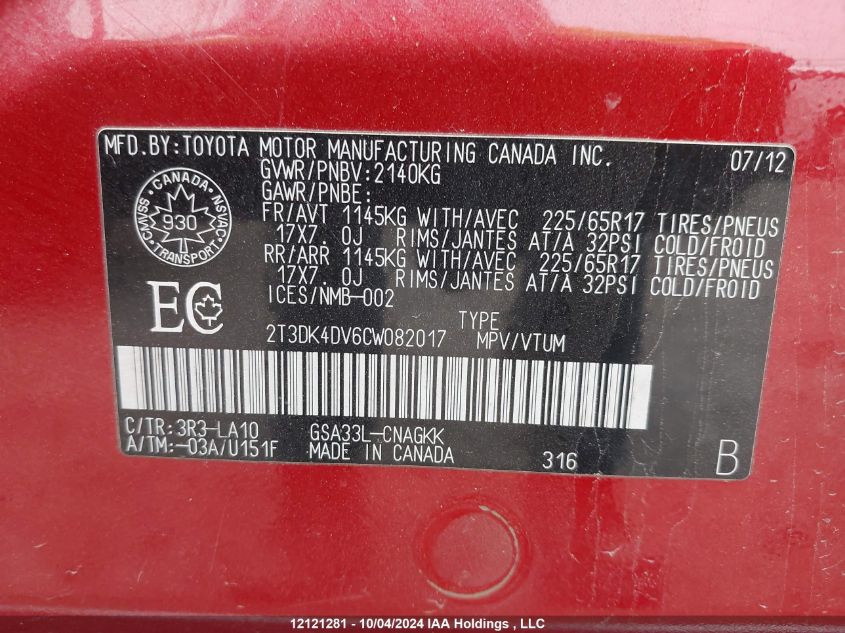 MFD.BY:TOYOTA MOTOR MANUFACTURING CANADA INC. 07/12
GVWR/PNBV:2140KG
GAWR/PNBE:
FR/AVT 1145KG WITH/AVEC 225/65R17 TIRES/PNEUS
17X7. 0J RIMS/JANTES AT/A 32PSI COLD/FROID
RR/ARR 1145KG WITH/AVEC 225/65R17 TIRES/PNEUS
17X7. 0J RIMS/JANTES AT/A 32PSI COLD/FROID
ICES/NMB-002
CANADA
CMVSS
930
NSVAC
TRANSPORT
EC
TYPE
2T3DK4DV6CW082017 MPV/VTUM
C/TR:3R3-LA10 GSA33L-CNAGKK
A/TM:-03A/U151F MADE IN CANADA 316 B
12121281 - 10/04/2024 IAA Holdings , LLC